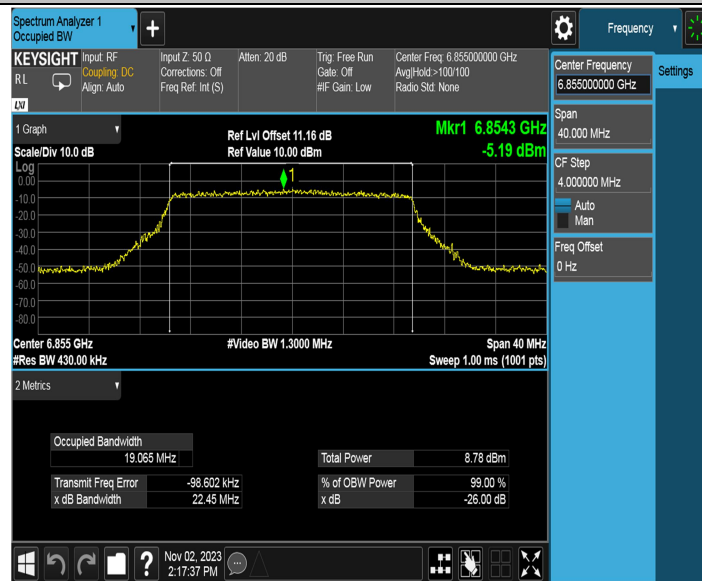 Spectrum Analyzer 1
Occupied BW
+
Frequency
KEYSIGHT
RL
LXI
Input: RF
Coupling: DC
Align: Auto
Input Z: 50 Ω
Corrections: Off
Freq Ref: Int (S)
Atten: 20 dB
Trig: Free Run
Gate: Off
#IF Gain: Low
Center Freq: 6.855000000 GHz
Avg|Hold:>100/100
Radio Std: None
Center Frequency
6.855000000 GHz
Settings
Span
40.000 MHz
CF Step
4.000000 MHz
Auto
Man
Freq Offset
0 Hz
1 Graph
Scale/Div 10.0 dB
Ref Lvl Offset 11.16 dB
Ref Value 10.00 dBm
Mkr1 6.8543 GHz
-5.19 dBm
Log
0.00
-10.0
-20.0
-30.0
-40.0
-50.0
-60.0
-70.0
-80.0
1
Center 6.855 GHz
#Res BW 430.00 kHz
#Video BW 1.3000 MHz
Span 40 MHz
Sweep 1.00 ms (1001 pts)
2 Metrics
Occupied Bandwidth
19.065 MHz
Total Power 8.78 dBm
Transmit Freq Error -98.602 kHz
% of OBW Power 99.00 %
x dB Bandwidth 22.45 MHz
x dB -26.00 dB
?
Nov 02, 2023
2:17:37 PM